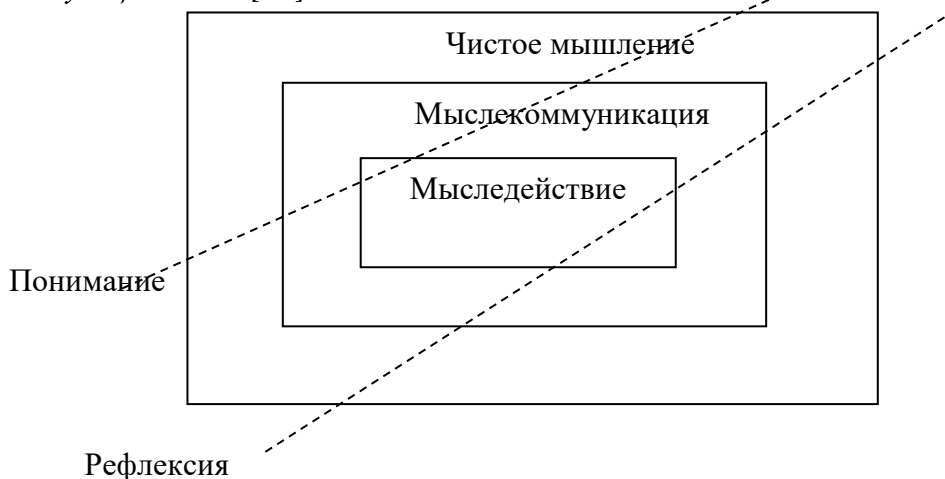 Чистое мышление
Мыслекоммуникация
Мыследействие
Понимание
Рефлексия